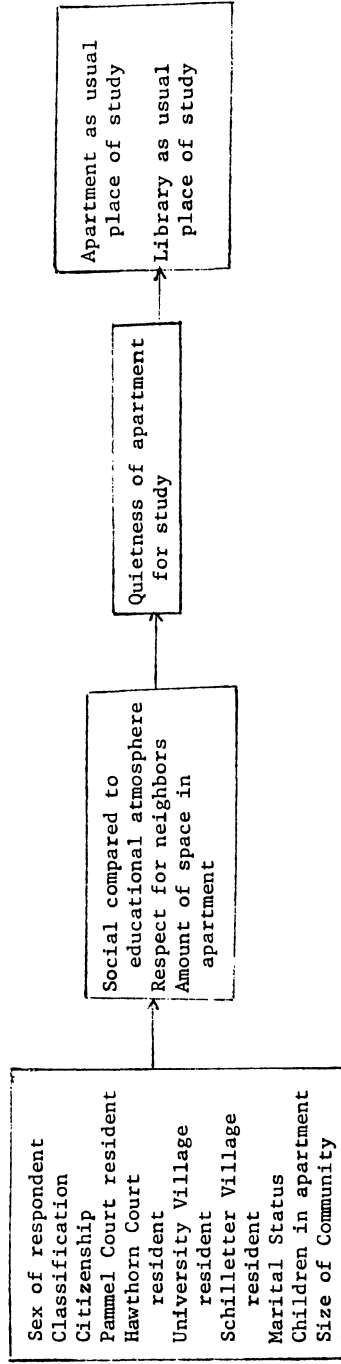 Sex of respondent
Classification
Citizenship
Pammel Court resident
Hawthorn Court
resident
University Village
resident
Schilletter Village
resident
Marital Status
Children in apartment
Size of Community
Social compared to
educational atmosphere
Respect for neighbors
Amount of space in
apartment
Quietness of apartment
for study
Apartment as usual
place of study
Library as usual
place of study